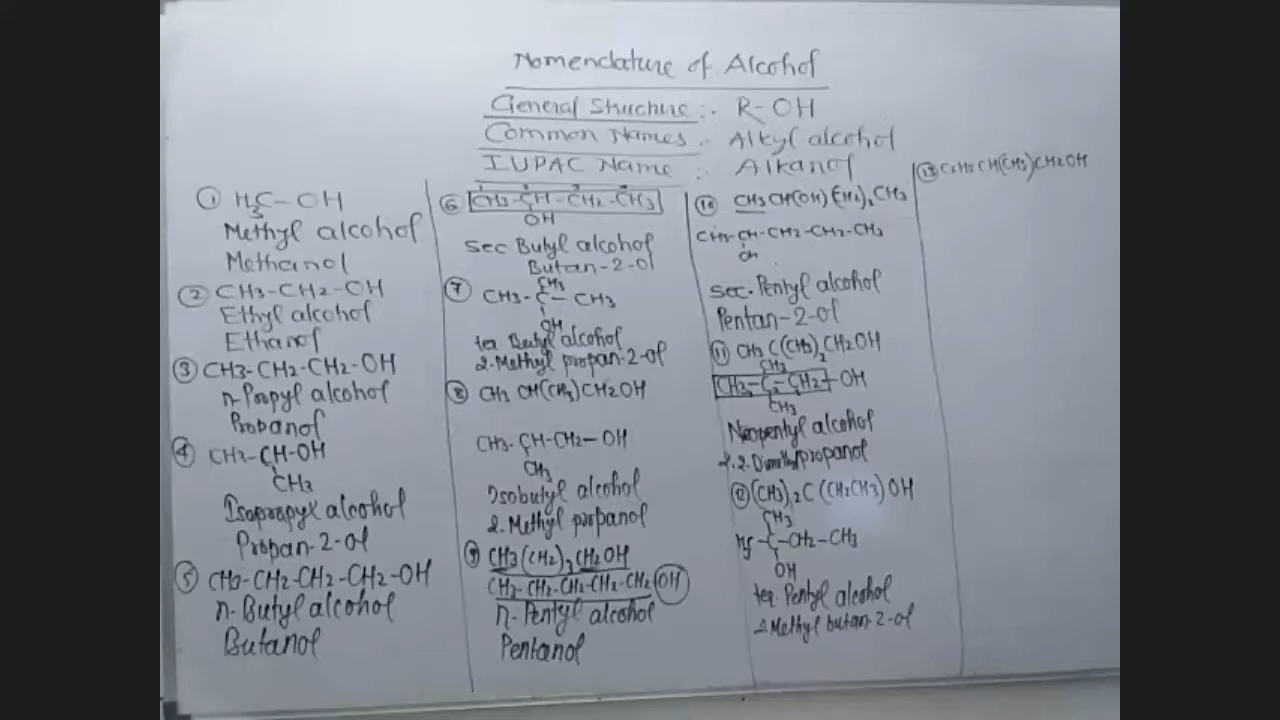 Nomenclature of Alcohol
General Structure :- R-OH
Common Names :- Alkyl alcohol
IUPAC Name :- Alkanol
① H3C-OH
Methyl alcohol
Methanol
② CH3-CH2-OH
Ethyl alcohol
Ethanol
③ CH3-CH2-CH2-OH
n-Propyl alcohol
Propanol
④ CH3-CH-OH
CH3
Isopropyl alcohol
Propan-2-ol
⑤ CH3-CH2-CH2-CH2-OH
n-Butyl alcohol
Butanol
⑥ CH3-CH-CH2-CH3
OH
Sec Butyl alcohol
Butan-2-ol
⑦ CH3
CH3-C-CH3
OH
ter Butyl alcohol
2-Methyl propan-2-ol
⑧ CH3 CH(CH3)CH2OH
CH3-CH-CH2-OH
CH3
Isobutyl alcohol
2-Methyl propanol
⑨ CH3(CH2)3CH2OH
CH3-CH2-CH2-CH2-CH2 OH
n-Pentyl alcohol
Pentanol
⑩ CH3CH(OH)(CH2)2CH3
CH3-CH-CH2-CH2-CH3
OH
sec. Pentyl alcohol
Pentan-2-ol
⑪ CH3C(CH3)2CH2OH
CH3
CH3-C-CH2-OH
CH3
Neopentyl alcohol
2,2-Dimethylpropanol
⑫ (CH3)2C(CH2CH3)OH
CH3
H3C-C-CH2-CH3
OH
ter Pentyl alcohol
2-Methyl butan-2-ol
⑬ CH(CH3)CH2OH